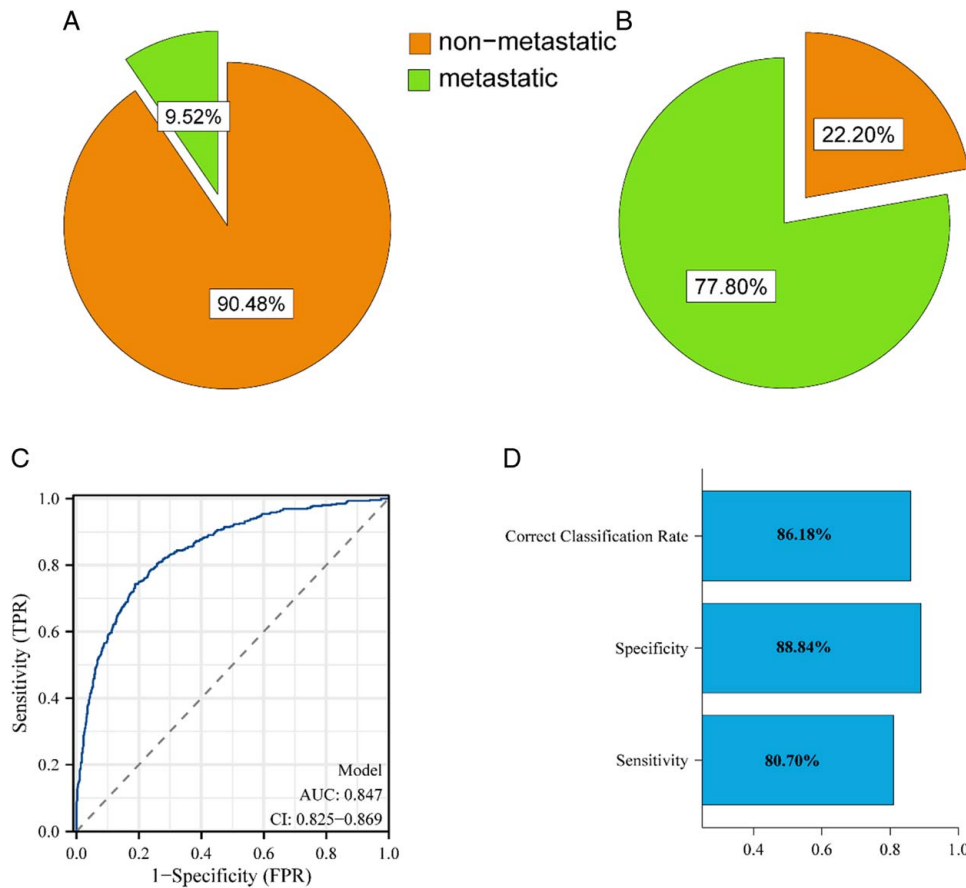 A
B
non−metastatic
metastatic
9.52%
90.48%
22.20%
77.80%
C
1.0
0.8
0.6
0.4
0.2
0.0
Sensitivity (TPR)
Model
AUC: 0.847
CI: 0.825−0.869
0.0 0.2 0.4 0.6 0.8 1.0
1−Specificity (FPR)
D
Correct Classification Rate
86.18%
Specificity
88.84%
Sensitivity
80.70%
0.4 0.6 0.8 1.0